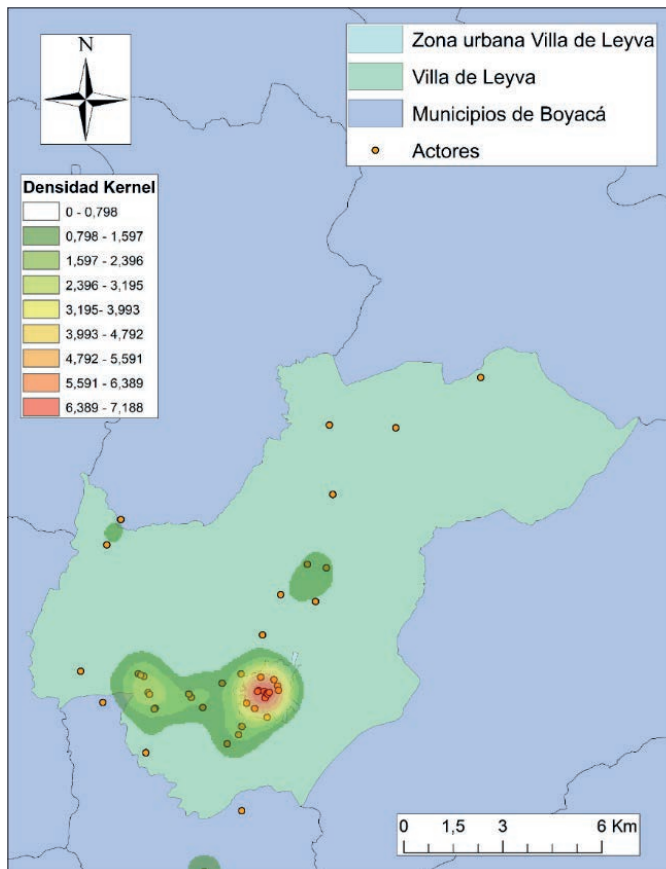 N
Zona urbana Villa de Leyva
Villa de Leyva
Municipios de Boyacá
Actores
Densidad Kernel
0 - 0,798
0,798 - 1,597
1,597 - 2,396
2,396 - 3,195
3,195- 3,993
3,993 - 4,792
4,792 - 5,591
5,591 - 6,389
6,389 - 7,188
0 1,5 3 6 Km